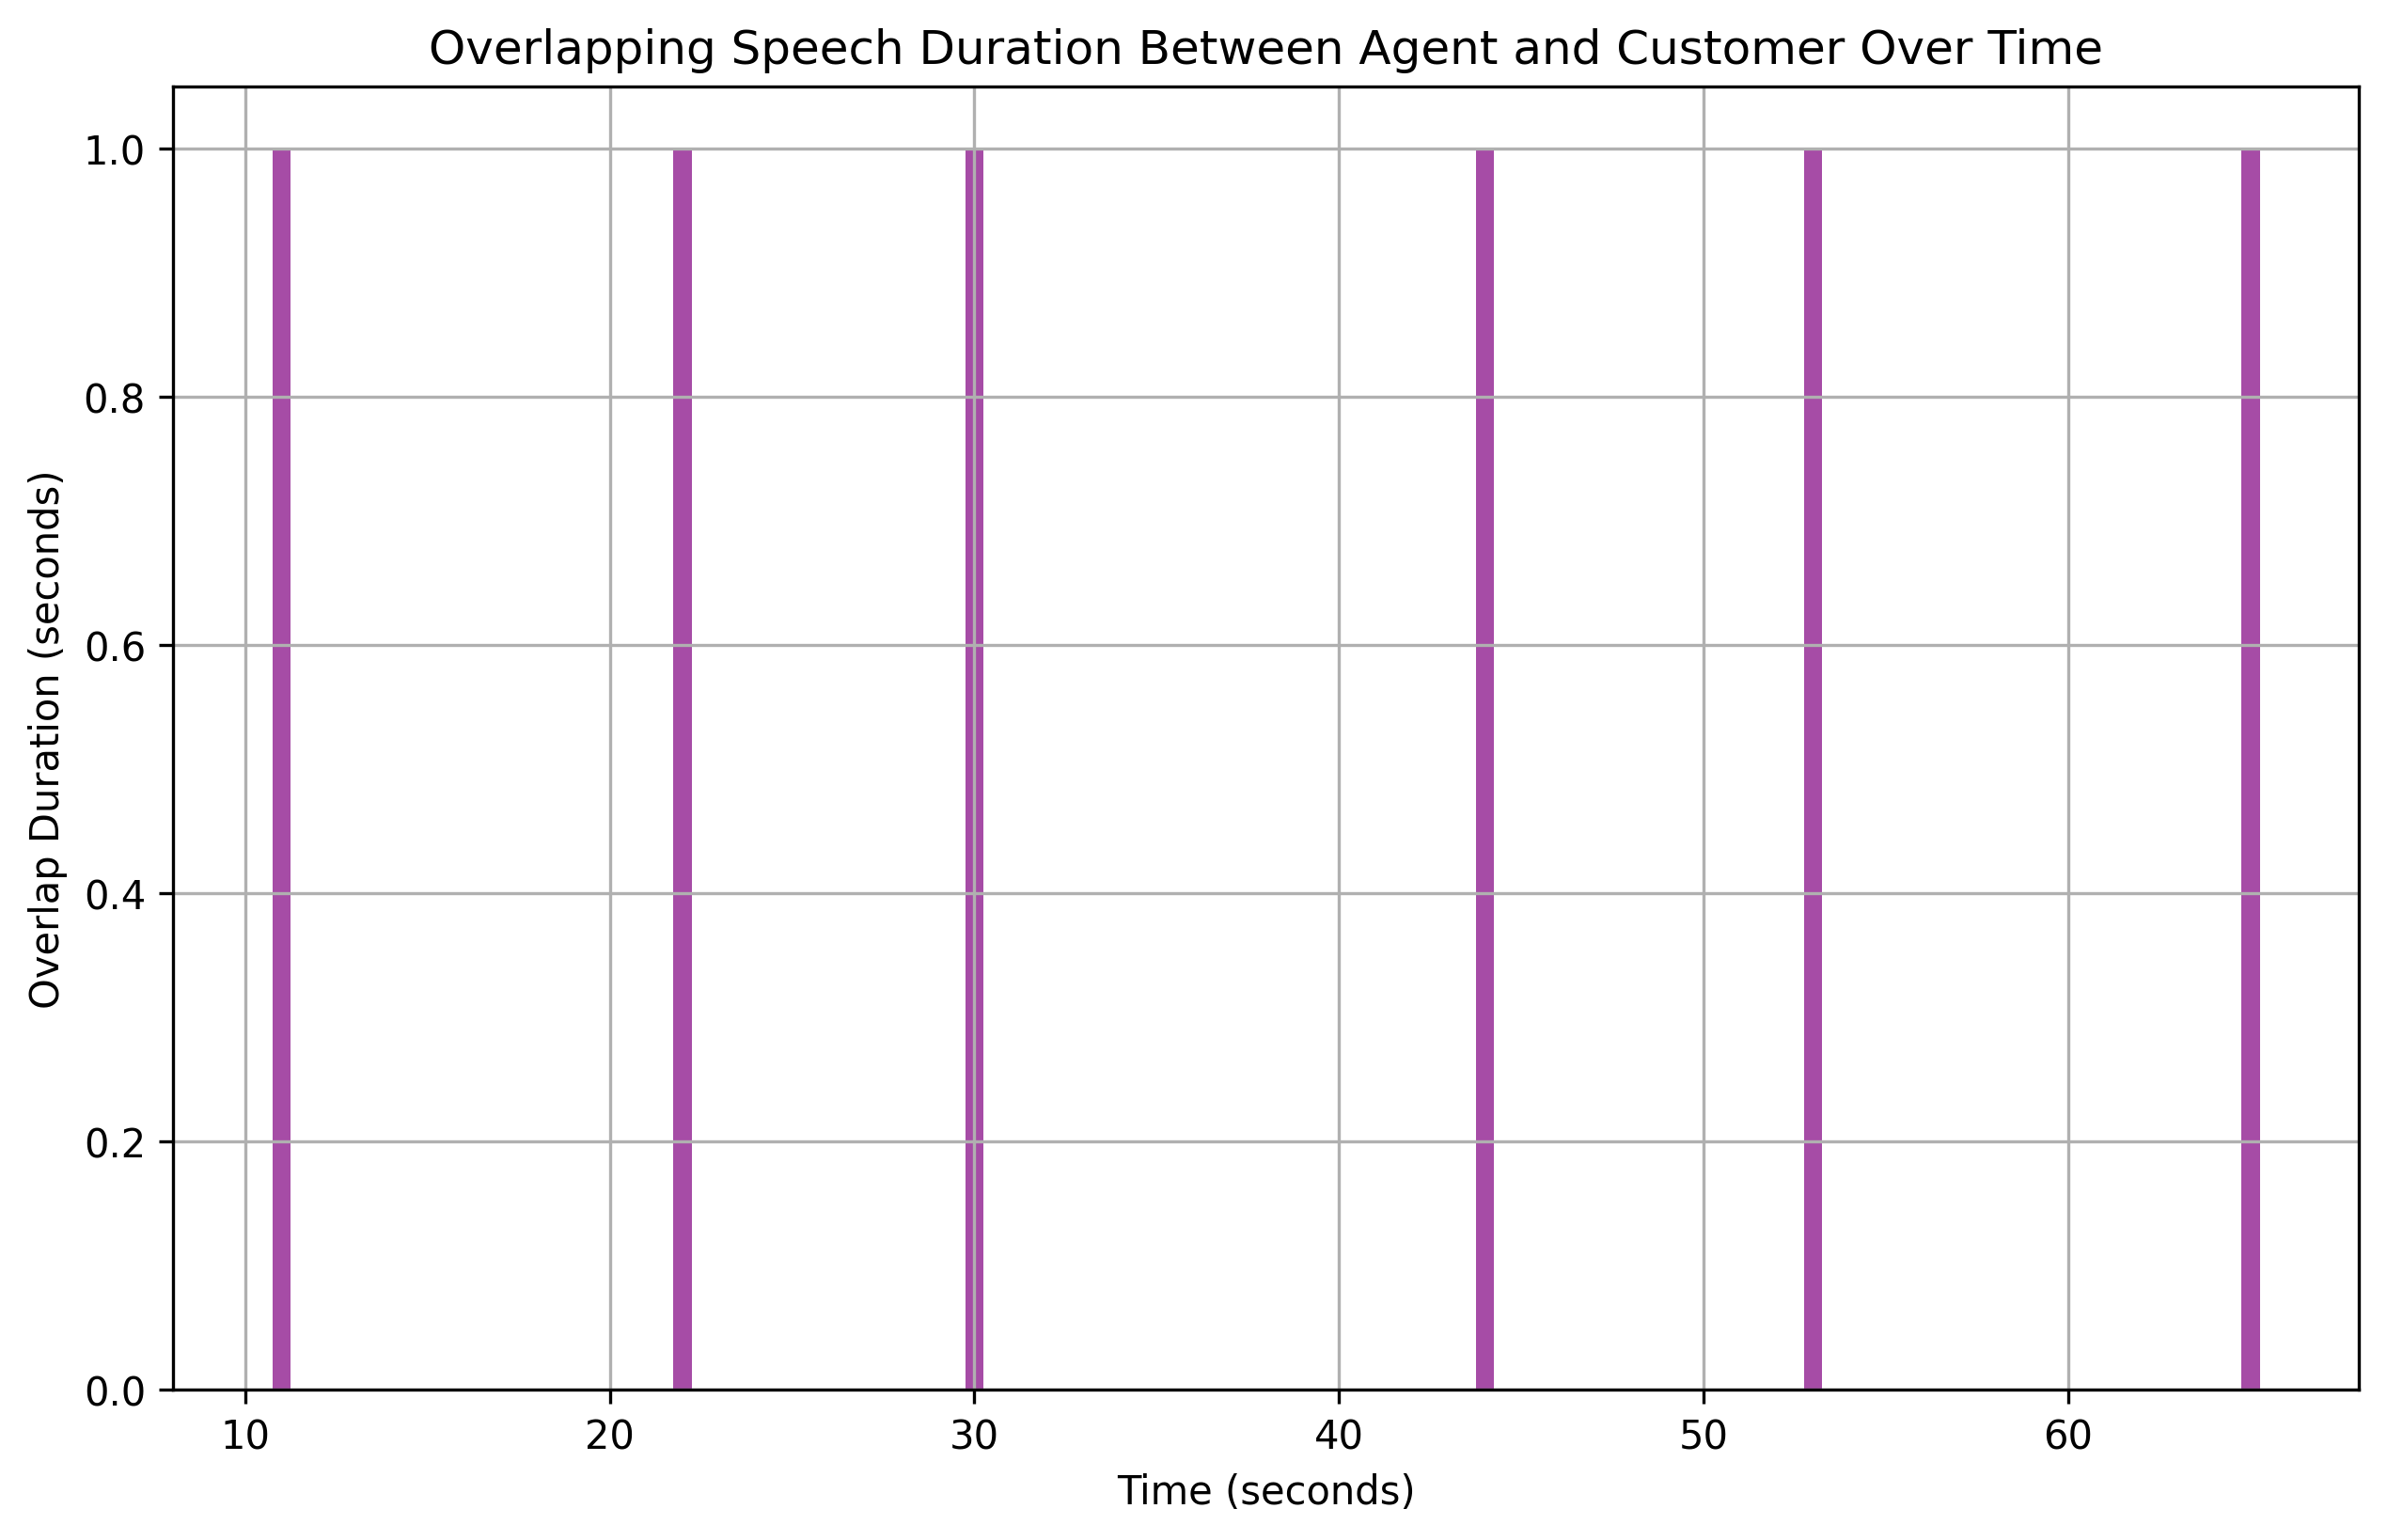 Overlapping Speech Duration Between Agent and Customer Over Time
Overlap Duration (seconds)
1.0
0.8
0.6
0.4
0.2
0.0
10 20 30 40 50 60
Time (seconds)